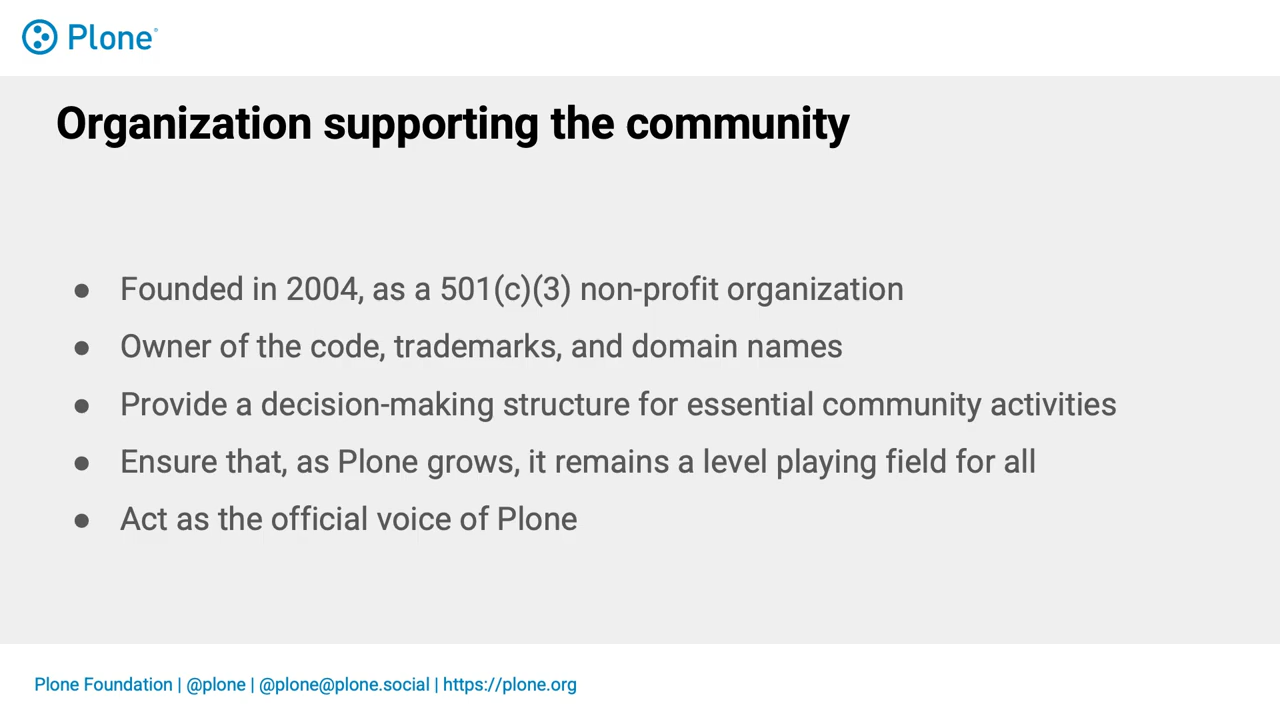 Plone®
Organization supporting the community
● Founded in 2004, as a 501(c)(3) non-profit organization
● Owner of the code, trademarks, and domain names
● Provide a decision-making structure for essential community activities
● Ensure that, as Plone grows, it remains a level playing field for all
● Act as the official voice of Plone
Plone Foundation | @plone | @plone@plone.social | https://plone.org